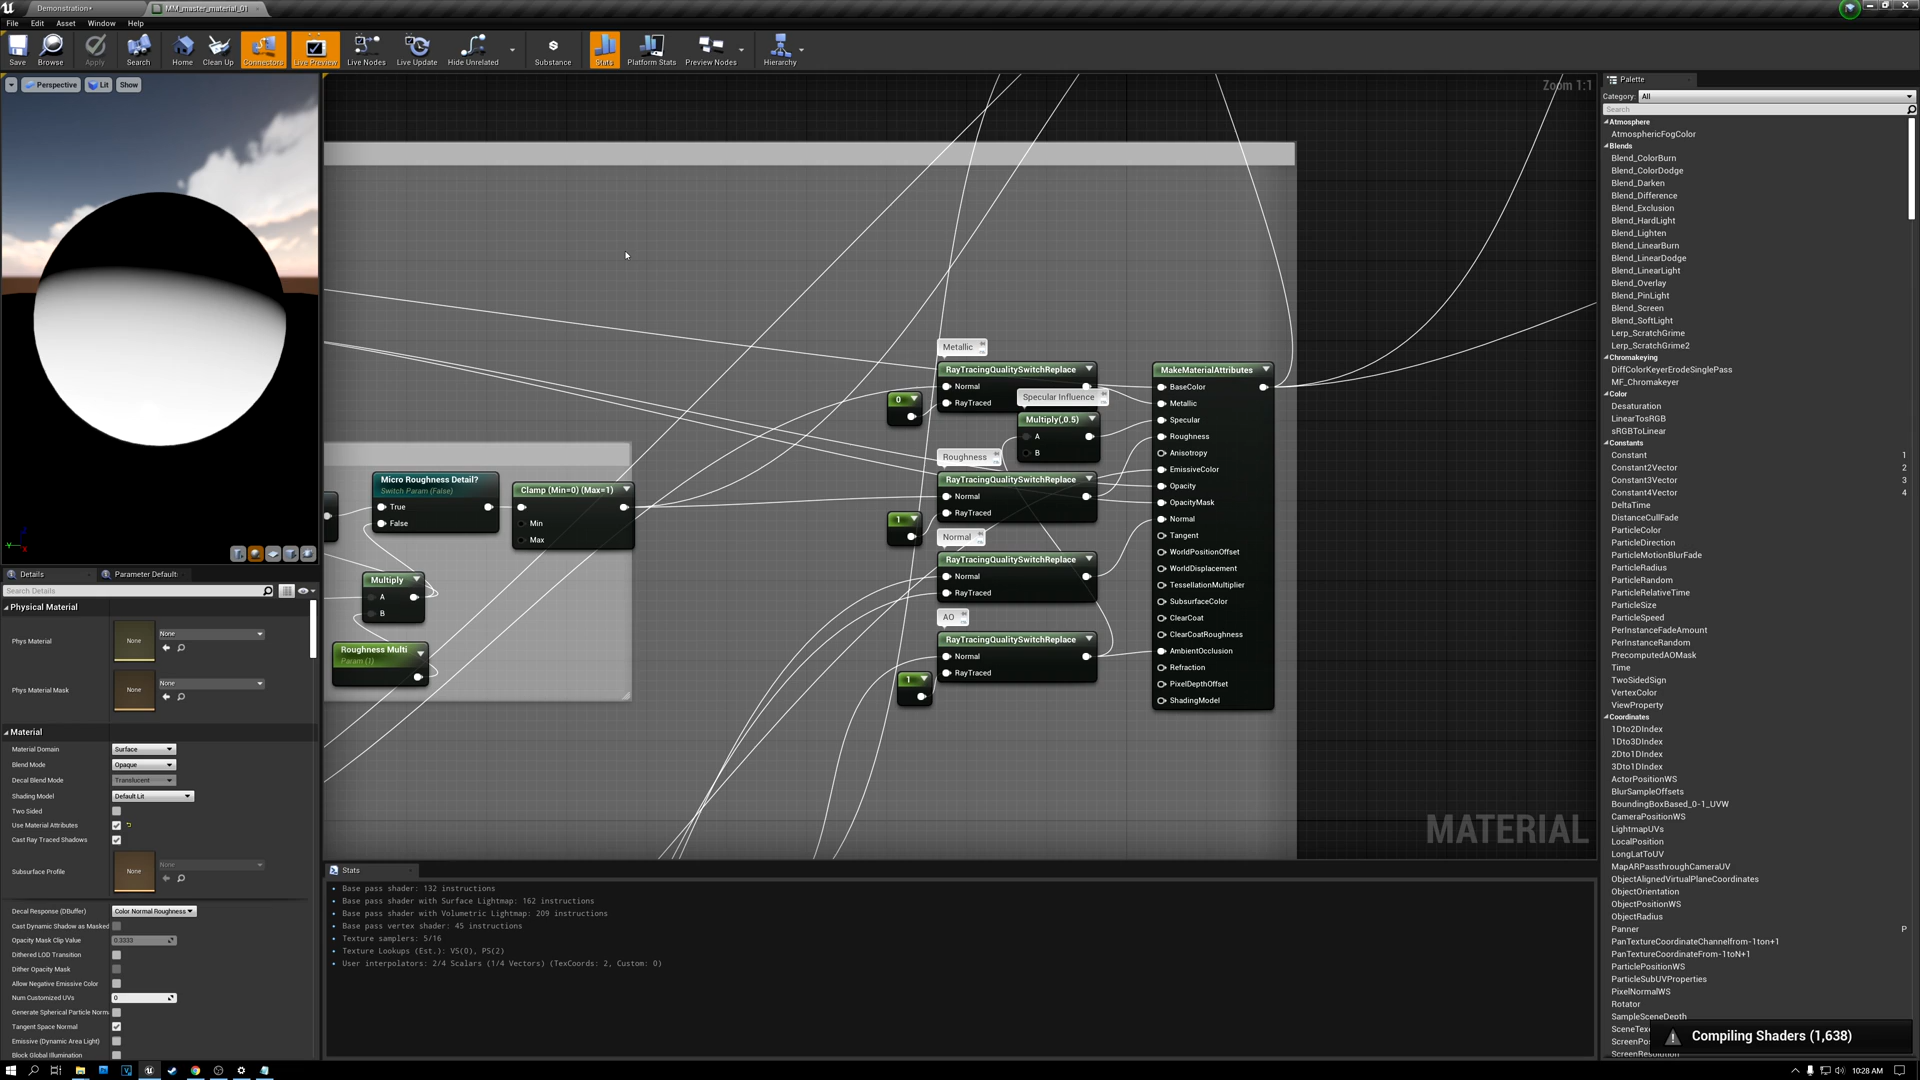 Demonstration•
MM_master_material_01
File Edit Asset Window Help
Save Browse Apply Search Home Clean Up Connectors Live Preview Live Nodes Live Update Hide Unrelated Substance Stats Platform Stats Preview Nodes Hierarchy
Perspective Lit Show
Zoom 1:1
Metallic
RayTracingQualitySwitchReplace
Normal
RayTraced
0
Specular Influence
Multiply(,0.5)
A
B
Roughness
RayTracingQualitySwitchReplace
Normal
RayTraced
1
Normal
RayTracingQualitySwitchReplace
Normal
RayTraced
AO
RayTracingQualitySwitchReplace
Normal
RayTraced
1
MakeMaterialAttributes
BaseColor
Metallic
Specular
Roughness
Anisotropy
EmissiveColor
Opacity
OpacityMask
Normal
Tangent
WorldPositionOffset
WorldDisplacement
TessellationMultiplier
SubsurfaceColor
ClearCoat
ClearCoatRoughness
AmbientOcclusion
Refraction
PixelDepthOffset
ShadingModel
Micro Roughness Detail?
Switch Param (False)
True
False
Clamp (Min=0) (Max=1)
Min
Max
Multiply
A
B
Roughness Multi
Param (1)
MATERIAL
Details
Parameter Default
Search Details
Physical Material
Phys Material None None
Phys Material Mask None None
Material
Material Domain Surface
Blend Mode Opaque
Decal Blend Mode Translucent
Shading Model Default Lit
Two Sided
Use Material Attributes
Cast Ray Traced Shadows
Subsurface Profile None None
Decal Response (DBuffer) Color Normal Roughness
Cast Dynamic Shadow as Masked
Opacity Mask Clip Value 0.3333
Dithered LOD Transition
Dither Opacity Mask
Allow Negative Emissive Color
Num Customized UVs 0
Generate Spherical Particle Norm
Tangent Space Normal
Emissive (Dynamic Area Light)
Block Global Illumination
Stats
Base pass shader: 132 instructions
Base pass shader with Surface Lightmap: 162 instructions
Base pass shader with Volumetric Lightmap: 209 instructions
Base pass vertex shader: 45 instructions
Texture samplers: 5/16
Texture Lookups (Est.): VS(0), PS(2)
User interpolators: 2/4 Scalars (1/4 Vectors) (TexCoords: 2, Custom: 0)
Palette
Category: All
Search
Atmosphere
AtmosphericFogColor
Blends
Blend_ColorBurn
Blend_ColorDodge
Blend_Darken
Blend_Difference
Blend_Exclusion
Blend_HardLight
Blend_Lighten
Blend_LinearBurn
Blend_LinearDodge
Blend_LinearLight
Blend_Overlay
Blend_PinLight
Blend_Screen
Blend_SoftLight
Lerp_ScratchGrime
Lerp_ScratchGrime2
Chromakeying
DiffColorKeyerErodeSinglePass
MF_Chromakeyer
Color
Desaturation
LinearTosRGB
sRGBToLinear
Constants
Constant 1
Constant2Vector 2
Constant3Vector 3
Constant4Vector 4
DeltaTime
DistanceCullFade
ParticleColor
ParticleDirection
ParticleMotionBlurFade
ParticleRadius
ParticleRandom
ParticleRelativeTime
ParticleSize
ParticleSpeed
PerInstanceFadeAmount
PerInstanceRandom
PrecomputedAOMask
Time
TwoSidedSign
VertexColor
ViewProperty
Coordinates
1Dto2DIndex
1Dto3DIndex
2Dto1DIndex
3Dto1DIndex
ActorPositionWS
BlurSampleOffsets
BoundingBoxBased_0-1_UVW
CameraPositionWS
LightmapUVs
LocalPosition
LongLatToUV
MapARPassthroughCameraUV
ObjectAlignedVirtualPlaneCoordinates
ObjectOrientation
ObjectPositionWS
ObjectRadius
Panner P
PanTextureCoordinateChannelfrom-1ton+1
PanTextureCoordinateFrom-1toN+1
ParticlePositionWS
ParticleSubUVProperties
PixelNormalWS
Rotator
SampleSceneDepth
SceneTex
ScreenPos
ScreenResolution
Compiling Shaders (1,638)
10:28 AM